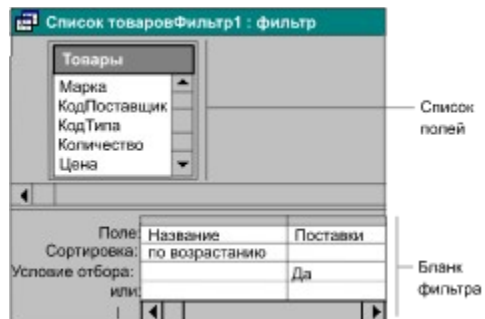 Список товаровФильтр1 : фильтр
Товары
Марка
КодПоставщик
КодТипа
Количество
Цена
Список
полей
Поле: Название Поставки
Сортировка: по возрастанию
Условие отбора: Да
или:
Бланк
фильтра